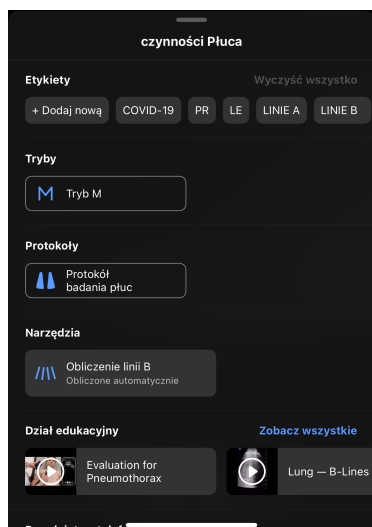 czynności Płuca
Etykiety Wyczyść wszystko
+ Dodaj nową COVID-19 PR LE LINIE A LINIE B
Tryby
M Tryb M
Protokoły
Protokół
badania płuc
Narzędzia
Obliczenie linii B
Obliczone automatycznie
Dział edukacyjny Zobacz wszystkie
Evaluation for
Pneumothorax
Lung — B-Lines